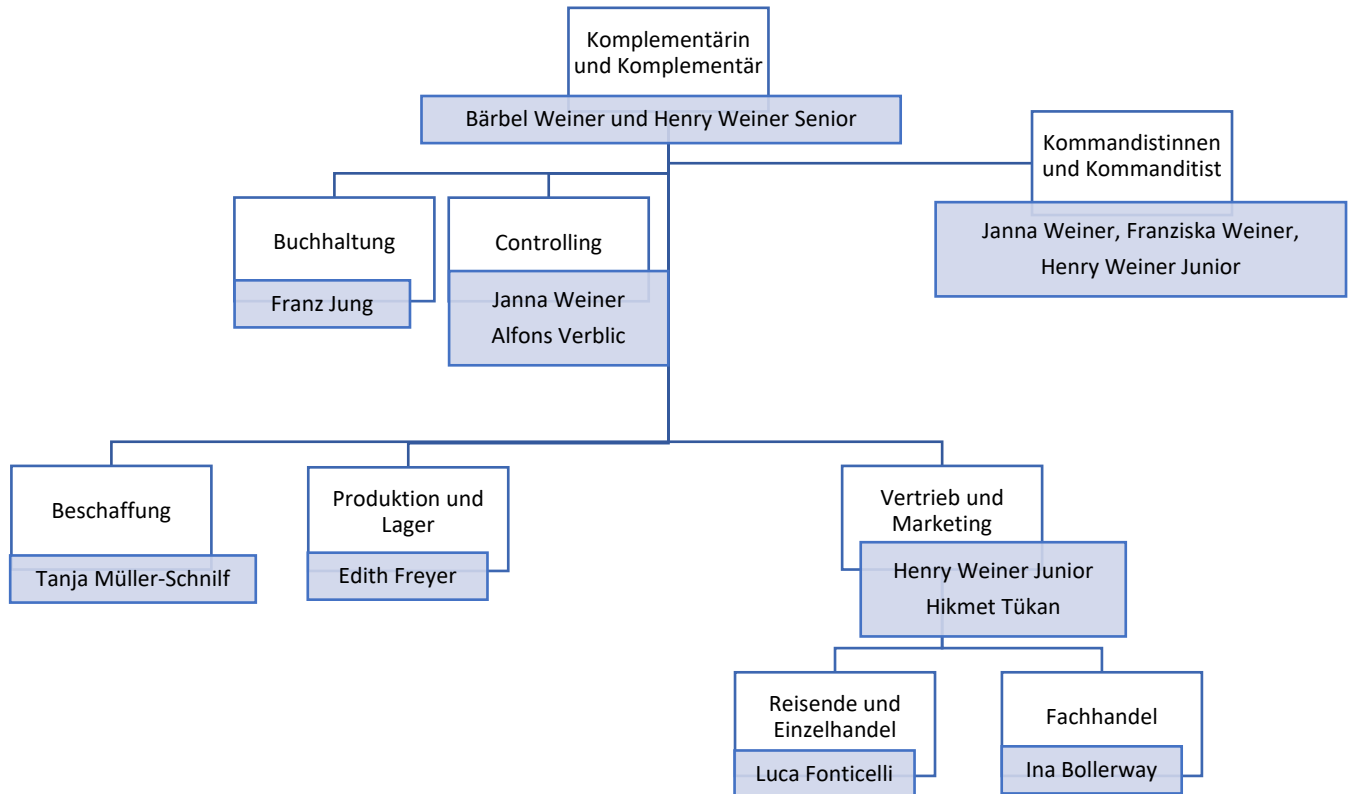 Komplementärin
und Komplementär
Bärbel Weiner und Henry Weiner Senior
Kommandistinnen
und Kommanditist
Janna Weiner, Franziska Weiner,
Henry Weiner Junior
Buchhaltung
Franz Jung
Controlling
Janna Weiner
Alfons Verblic
Beschaffung
Tanja Müller-Schnilf
Produktion und
Lager
Edith Freyer
Vertrieb und
Marketing
Henry Weiner Junior
Hikmet Tükan
Reisende und
Einzelhandel
Luca Fonticelli
Fachhandel
Ina Bollerway